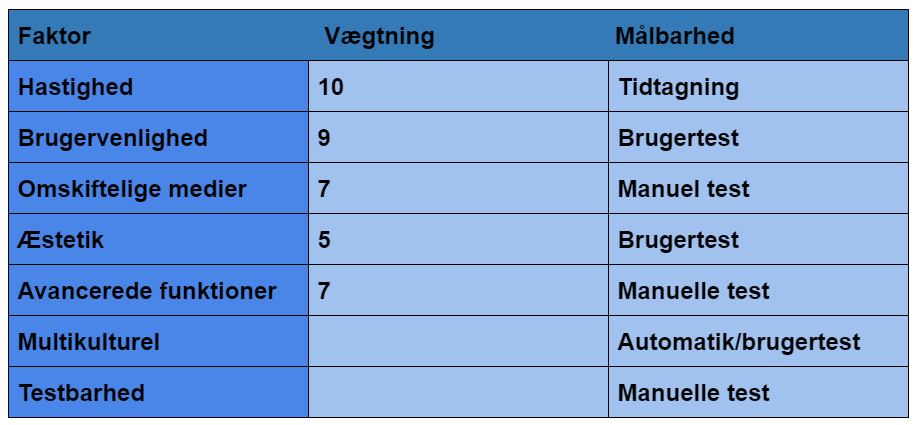 Faktor Vægtning Målbarhed
Hastighed 10 Tidtagning
Brugervenlighed 9 Brugertest
Omskiftelige medier 7 Manuel test
Æstetik 5 Brugertest
Avancerede funktioner 7 Manuelle test
Multikulturel Automatik/brugertest
Testbarhed Manuelle test